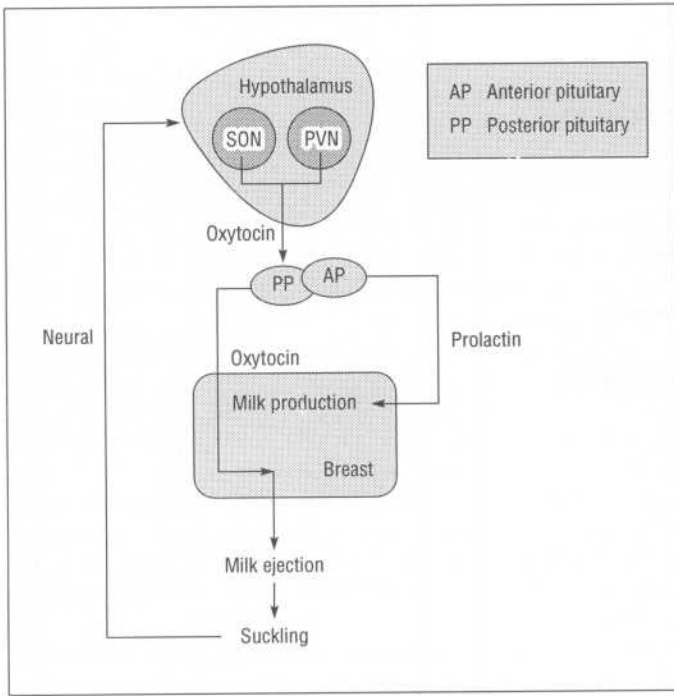 Hypothalamus
SON
PVN
AP Anterior pituitary
PP Posterior pituitary
Oxytocin
PP
AP
Neural
Oxytocin
Prolactin
Milk production
Breast
Milk ejection
Suckling